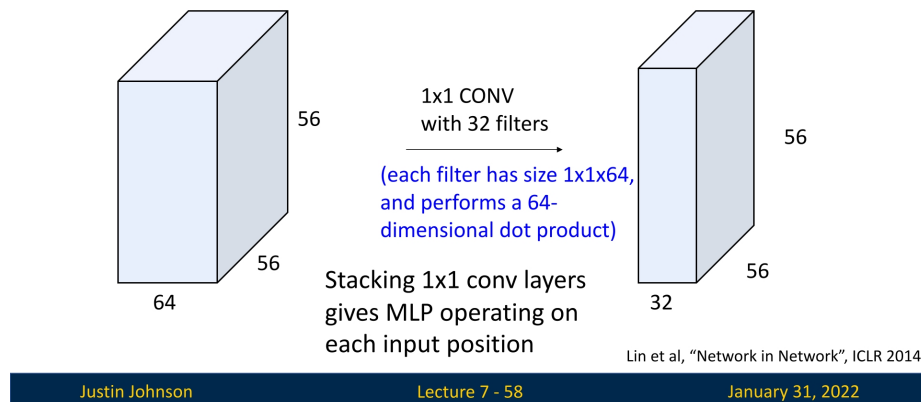 56
56
64
1x1 CONV
with 32 filters
(each filter has size 1x1x64,
and performs a 64-
dimensional dot product)
Stacking 1x1 conv layers
gives MLP operating on
each input position
56
56
32
Lin et al, “Network in Network”, ICLR 2014
Justin Johnson
Lecture 7 - 58
January 31, 2022